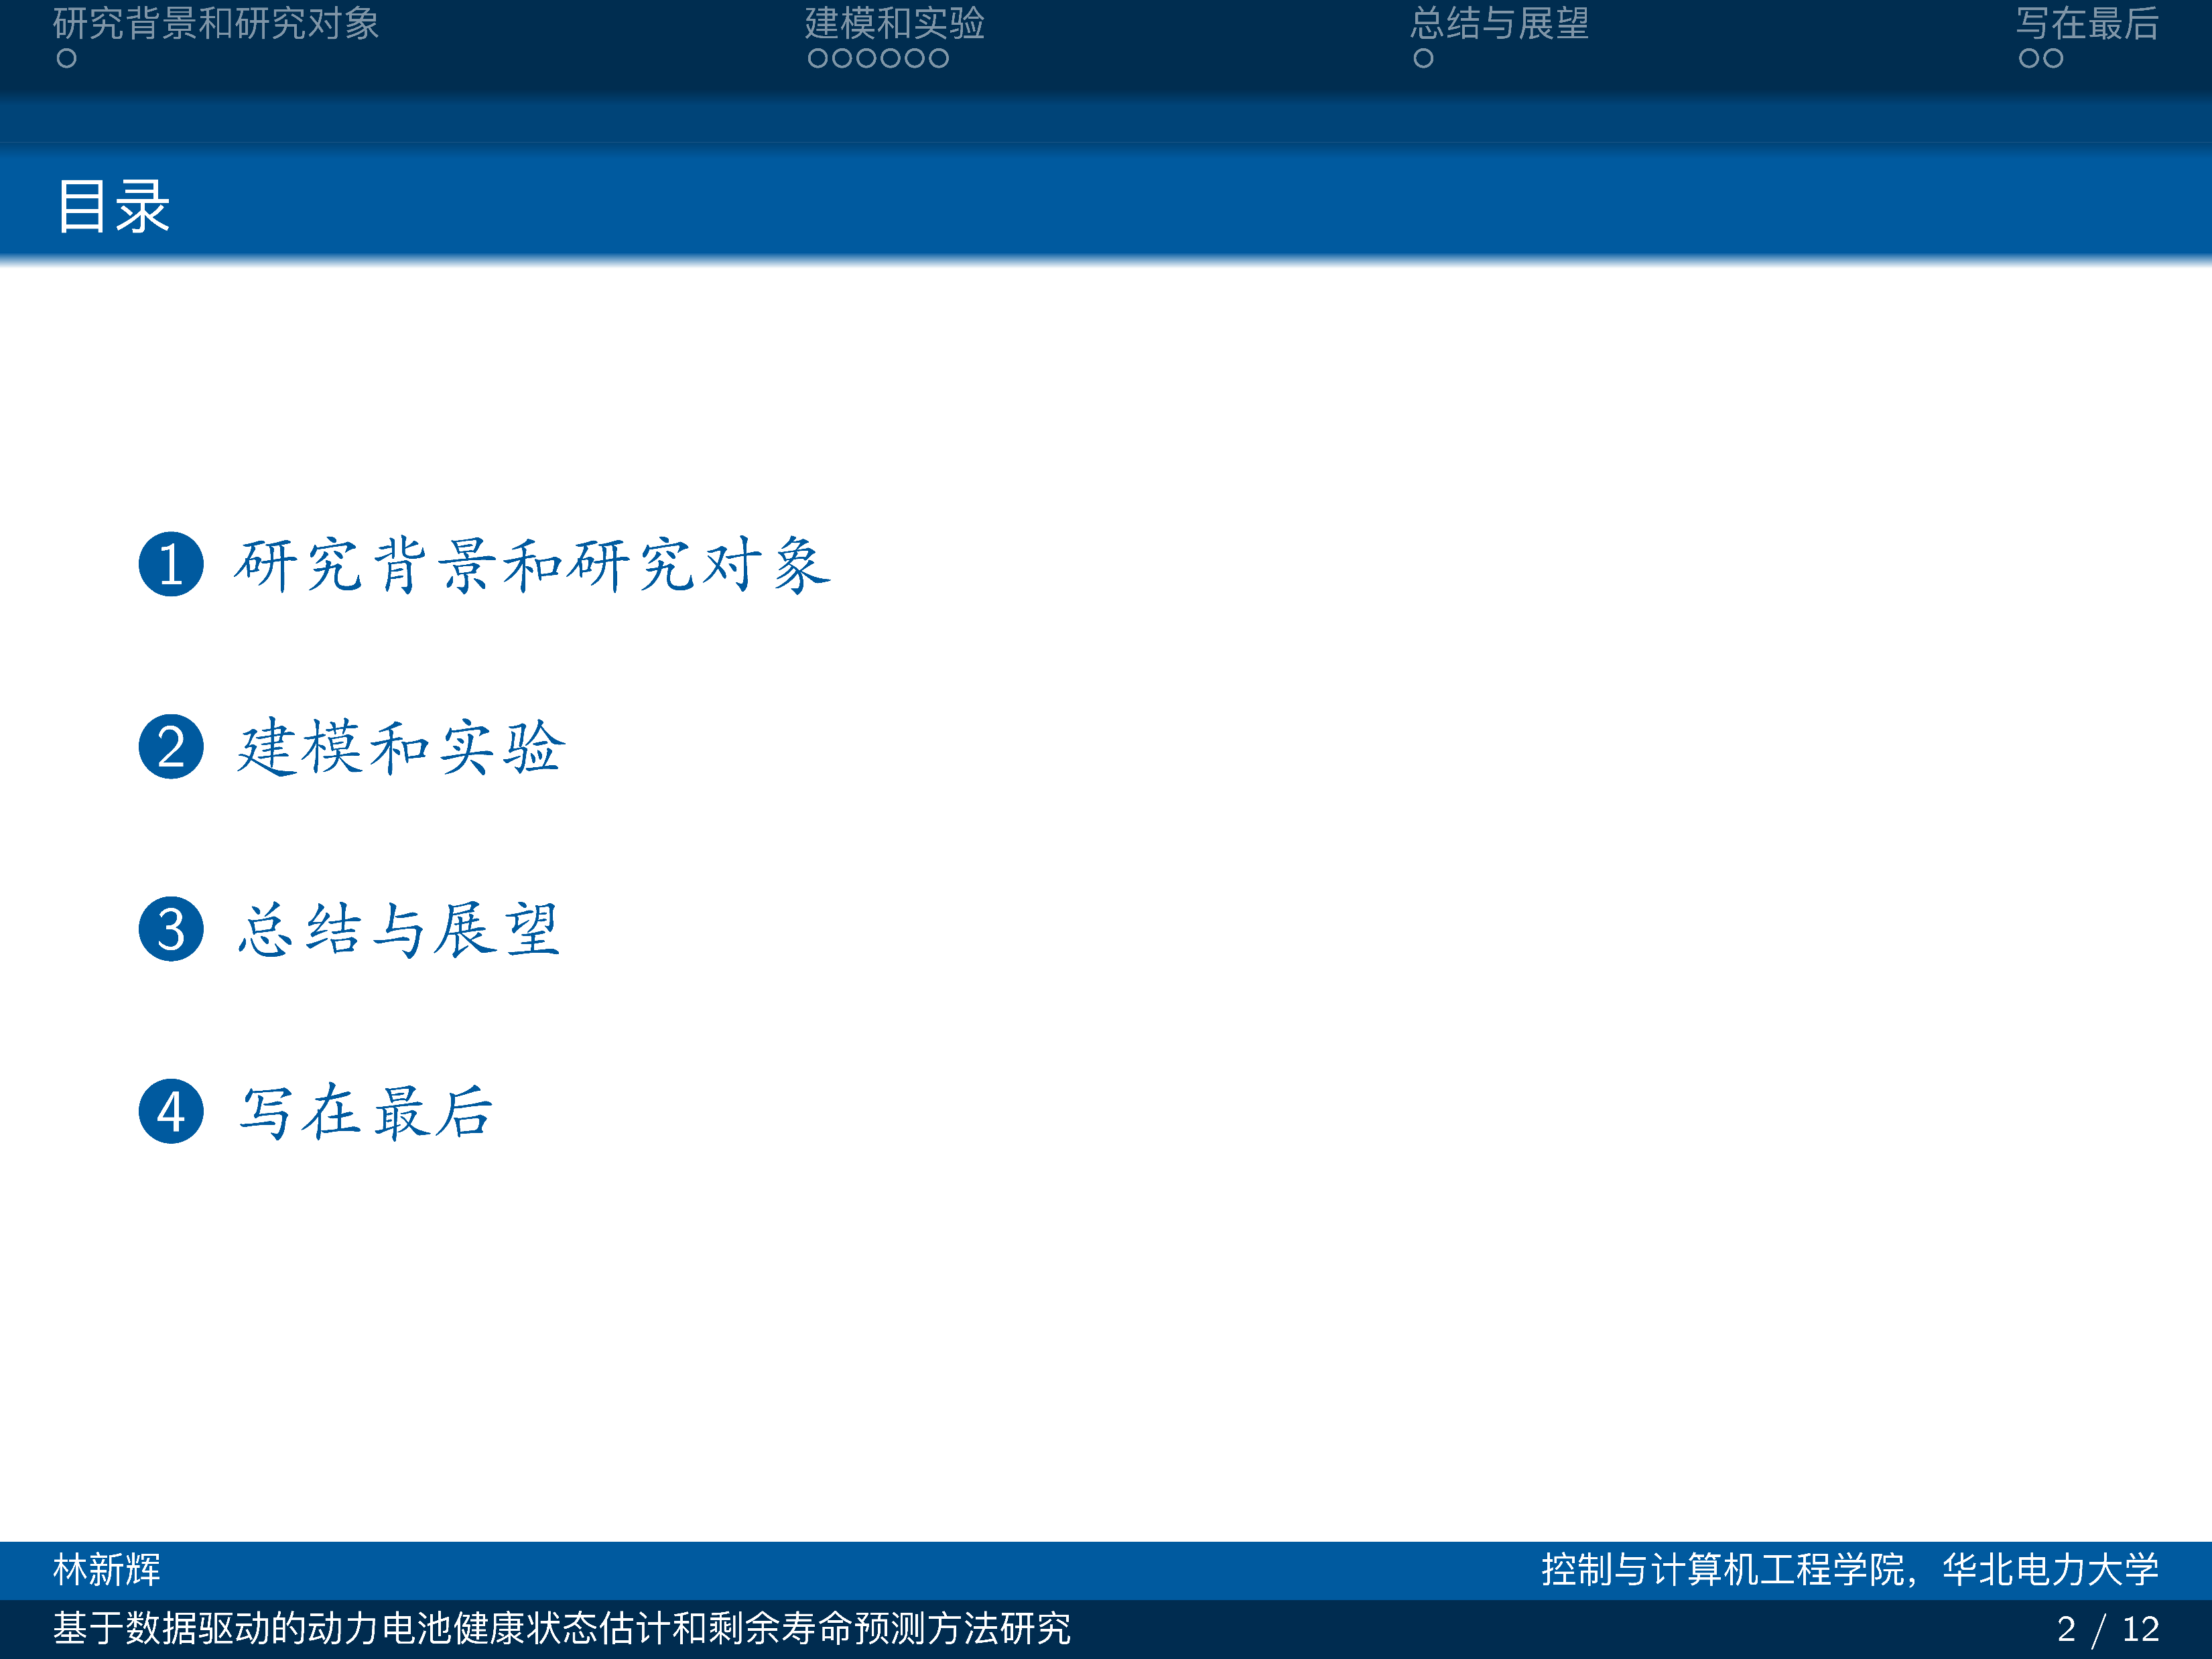 研究背景和研究对象 建模和实验 总结与展望 写在最后
目录
1 研究背景和研究对象
2 建模和实验
3 总结与展望
4 写在最后
林新辉 控制与计算机工程学院，华北电力大学
基于数据驱动的动力电池健康状态估计和剩余寿命预测方法研究 2 / 12